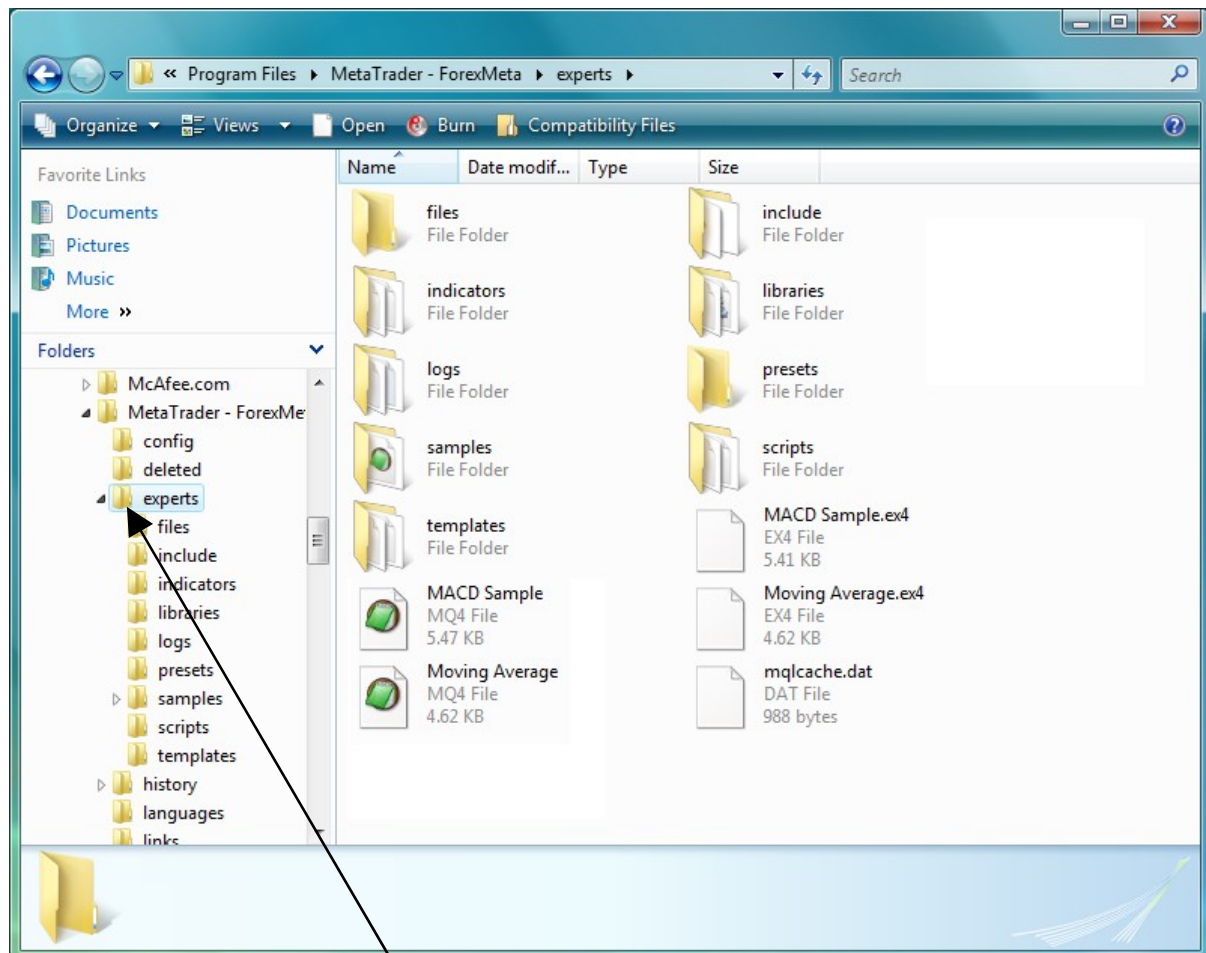 « Program Files ▸ MetaTrader - ForexMeta ▸ experts ▸
Search
Organize Views Open Burn Compatibility Files
Favorite Links
Documents
Pictures
Music
More »
Folders
McAfee.com
MetaTrader - ForexMe
config
deleted
experts
files
include
indicators
libraries
logs
presets
samples
scripts
templates
history
languages
links
Name Date modif... Type Size
files
File Folder
include
File Folder
indicators
File Folder
libraries
File Folder
logs
File Folder
presets
File Folder
samples
File Folder
scripts
File Folder
templates
File Folder
MACD Sample.ex4
EX4 File
5.41 KB
MACD Sample
MQ4 File
5.47 KB
Moving Average.ex4
EX4 File
4.62 KB
Moving Average
MQ4 File
4.62 KB
mqlcache.dat
DAT File
988 bytes